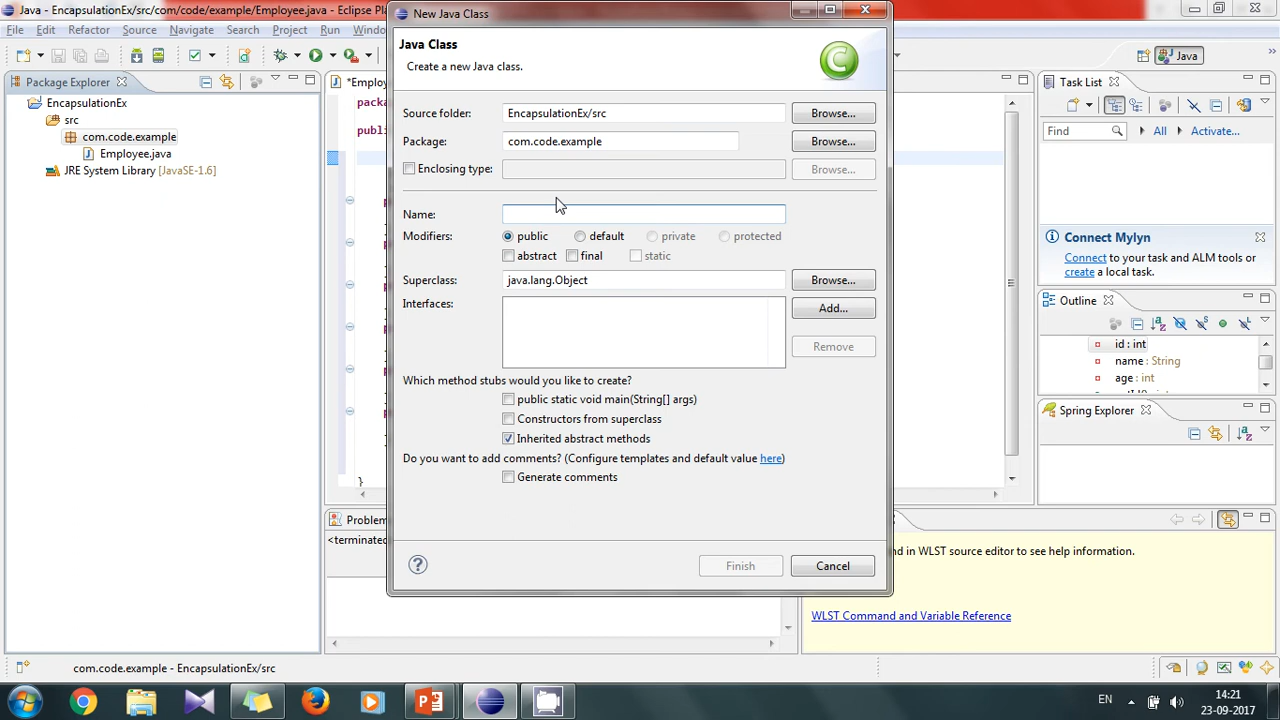 Java - EncapsulationEx/src/com/code/example/Employee.java - Eclipse Pla
File Edit Refactor Source Navigate Search Project Run Windo
Java
Package Explorer
EncapsulationEx
src
com.code.example
Employee.java
JRE System Library [JavaSE-1.6]
*Employ
packa
publi
}
New Java Class
Java Class
Create a new Java class.
Source folder: EncapsulationEx/src Browse...
Package: com.code.example Browse...
Enclosing type: Browse...
Name:
Modifiers: public default private protected
abstract final static
Superclass: java.lang.Object Browse...
Interfaces: Add...
Remove
Which method stubs would you like to create?
public static void main(String[] args)
Constructors from superclass
Inherited abstract methods
Do you want to add comments? (Configure templates and default value here)
Generate comments
Finish Cancel
Task List
Find All Activate...
Connect Mylyn
Connect to your task and ALM tools or
create a local task.
Outline
id : int
name : String
age : int
Spring Explorer
Problem
<terminated
nd in WLST source editor to see help information.
WLST Command and Variable Reference
com.code.example - EncapsulationEx/src
EN
14:21
23-09-2017